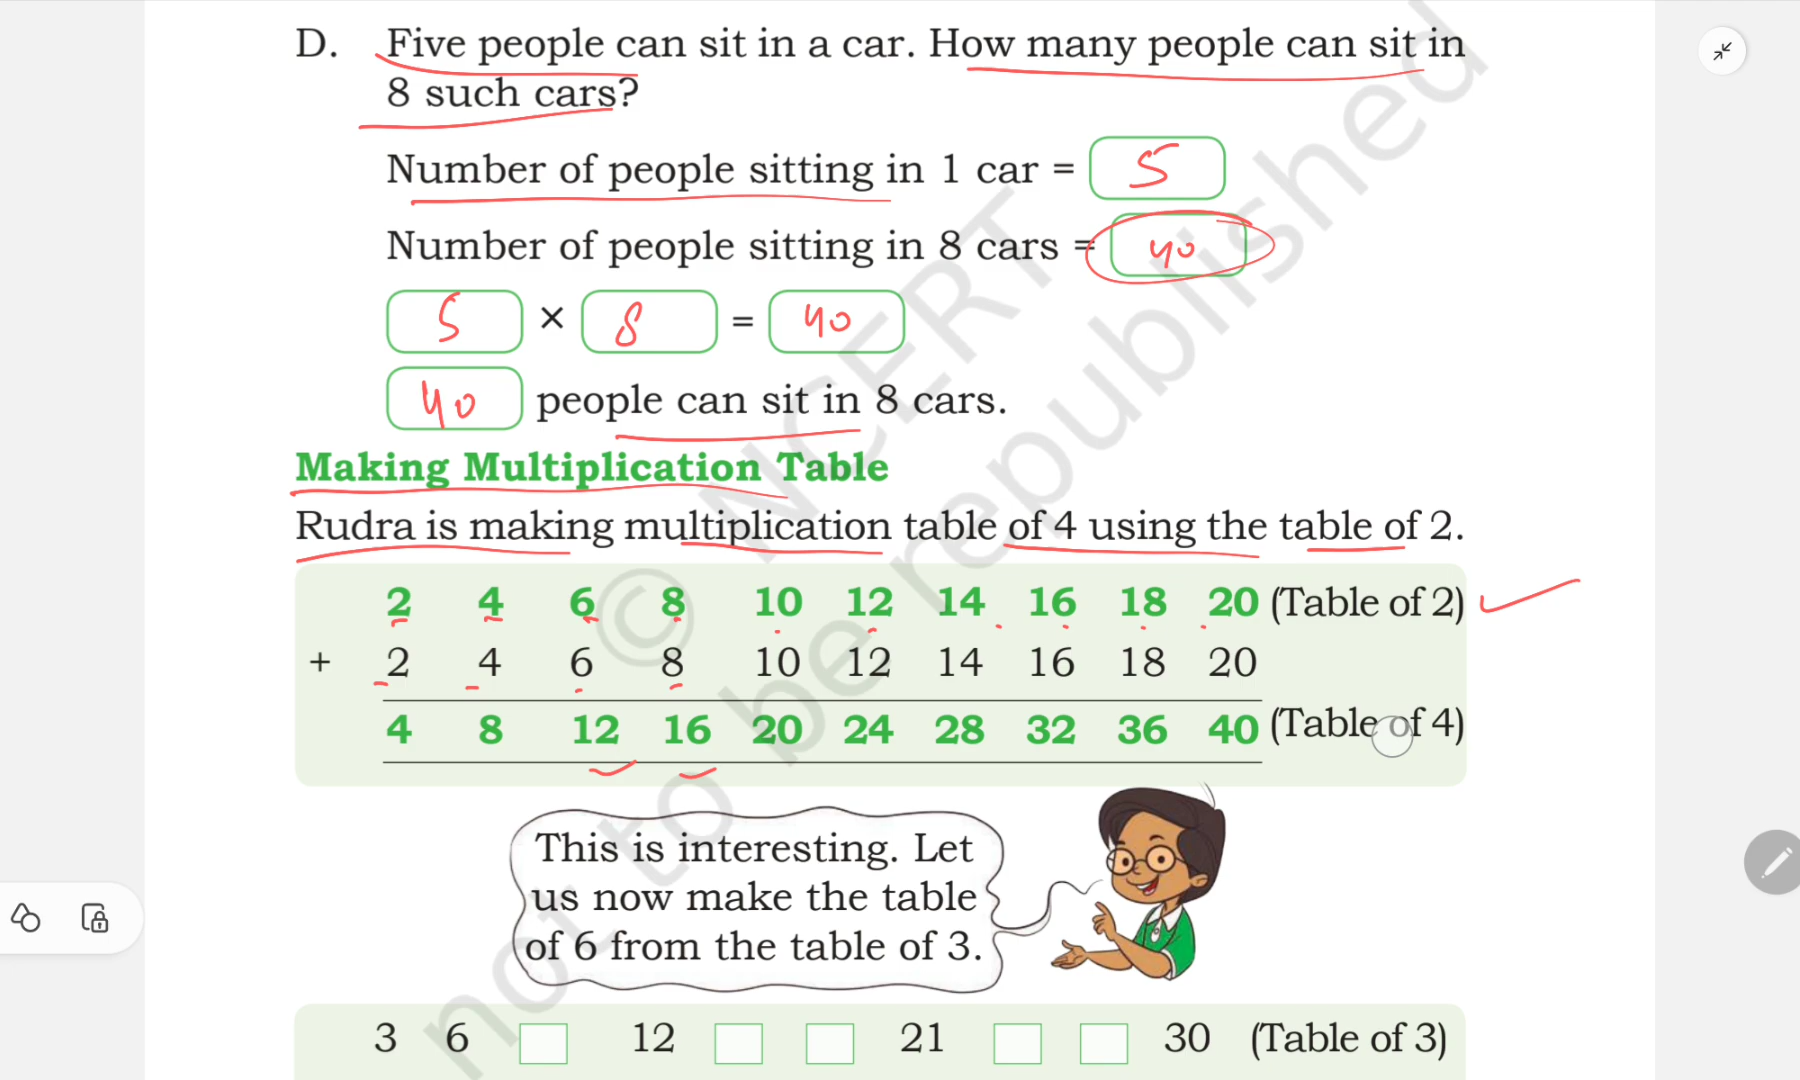 D. Five people can sit in a car. How many people can sit in
8 such cars?
Number of people sitting in 1 car = 5
Number of people sitting in 8 cars = 40
5 × 8 = 40
40 people can sit in 8 cars.
Making Multiplication Table
Rudra is making multiplication table of 4 using the table of 2.
2 4 6 8 10 12 14 16 18 20 (Table of 2)
+ 2 4 6 8 10 12 14 16 18 20
4 8 12 16 20 24 28 32 36 40 (Table of 4)
This is interesting. Let
us now make the table
of 6 from the table of 3.
3 6 12 21 30 (Table of 3)
© NCERT
not to be republished